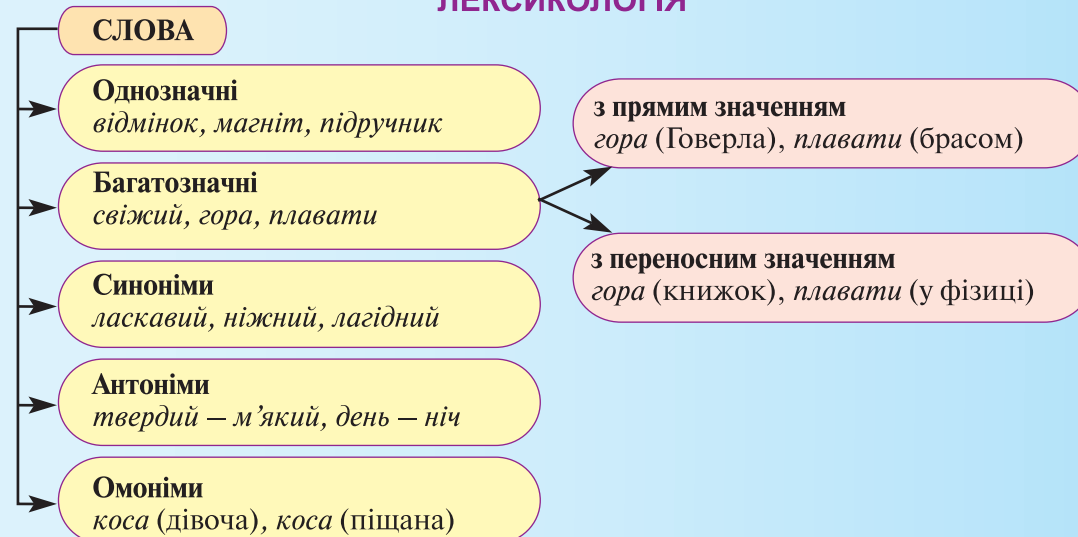 ЛЕКСИКОЛОГІЯ
СЛОВА
Однозначні
відмінок, магніт, підручник
Багатозначні
свіжий, гора, плавати
з прямим значенням
гора (Говерла), плавати (брасом)
з переносним значенням
гора (книжок), плавати (у фізиці)
Синоніми
ласкавий, ніжний, лагідний
Антоніми
твердий – м’який, день – ніч
Омоніми
коса (дівоча), коса (піщана)